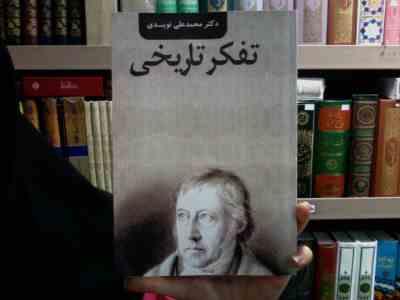 دکتر محمدعلی نویدی
تفکر تاریخی